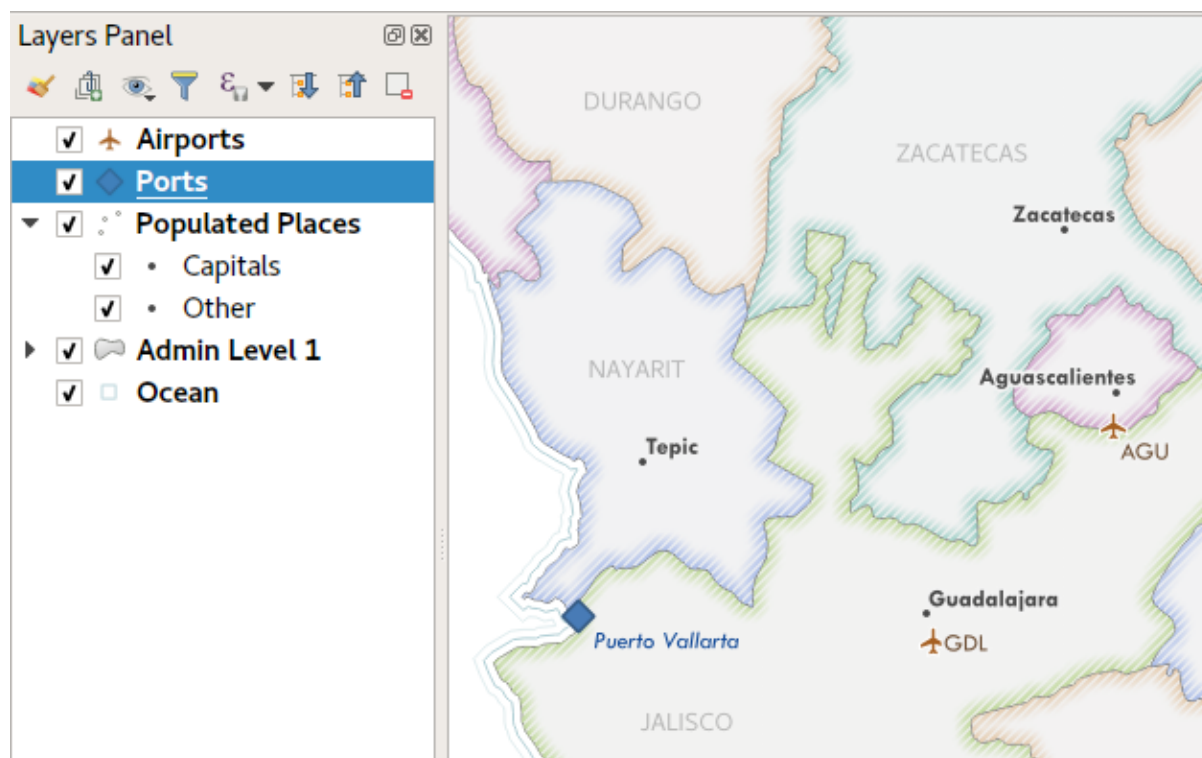 Layers Panel
Airports
Ports
Populated Places
Capitals
Other
Admin Level 1
Ocean
DURANGO
ZACATECAS
Zacatecas
NAYARIT
Aguascalientes
AGU
Tepic
Guadalajara
GDL
Puerto Vallarta
JALISCO